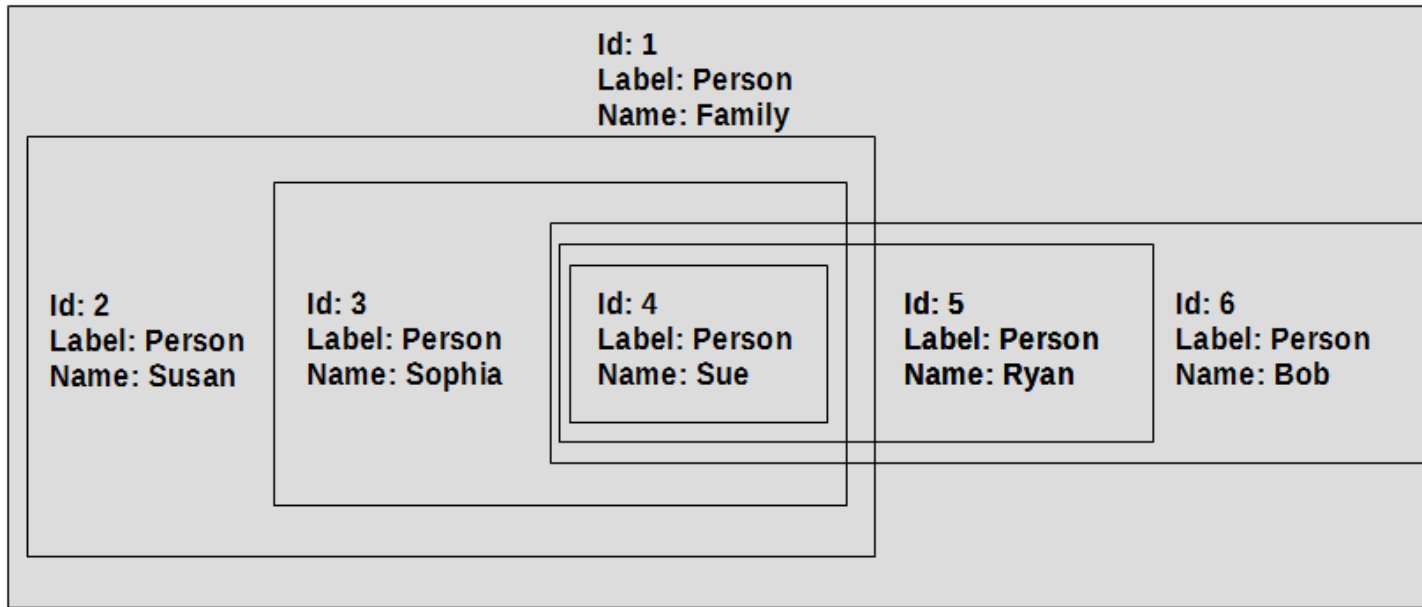 Id: 1
Label: Person
Name: Family
Id: 2
Label: Person
Name: Susan
Id: 3
Label: Person
Name: Sophia
Id: 4
Label: Person
Name: Sue
Id: 5
Label: Person
Name: Ryan
Id: 6
Label: Person
Name: Bob